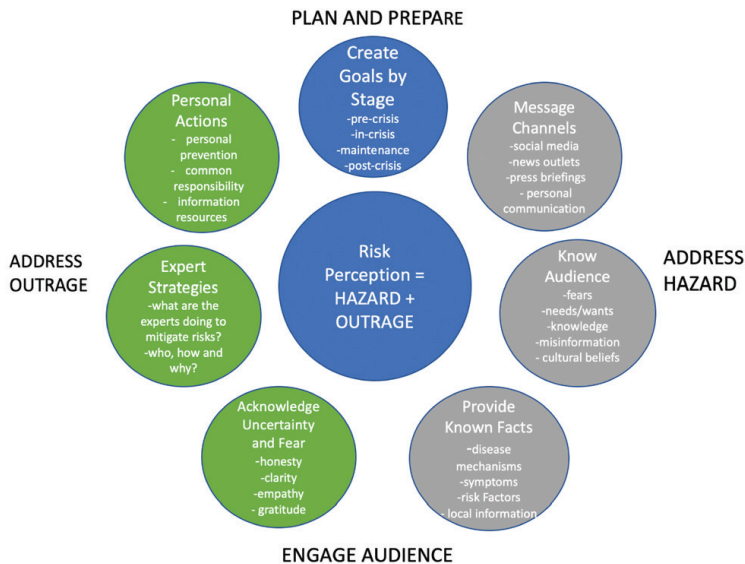 PLAN AND PREPARE
Create
Goals by
Stage
-pre-crisis
-in-crisis
-maintenance
-post-crisis
Personal
Actions
- personal
prevention
- common
responsibility
- information
resources
Message
Channels
-social media
-news outlets
-press briefings
- personal
communication
ADDRESS
OUTRAGE
Expert
Strategies
-what are the
experts doing to
mitigate risks?
-who, how and
why?
Risk
Perception =
HAZARD +
OUTRAGE
Know
Audience
-fears
-needs/wants
-knowledge
-misinformation
- cultural beliefs
ADDRESS
HAZARD
Acknowledge
Uncertainty
and Fear
-honesty
-clarity
-empathy
- gratitude
Provide
Known Facts
-disease
mechanisms
-symptoms
-risk Factors
- local information
ENGAGE AUDIENCE